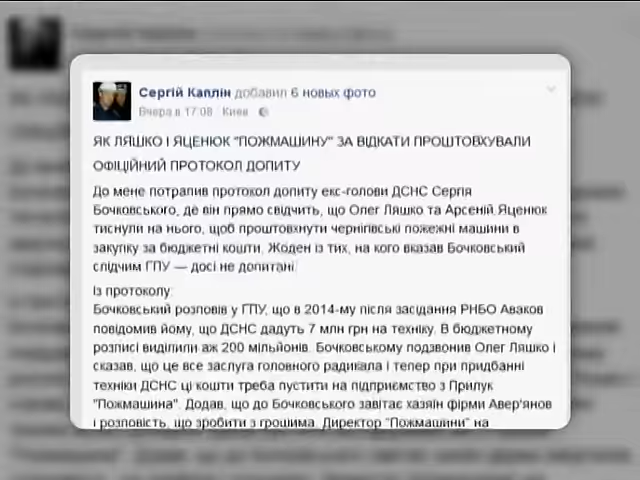 Сергій Каплін добавил 6 новых фото
Вчера в 17:08 · Киев ·
ЯК ЛЯШКО І ЯЦЕНЮК "ПОЖМАШИНУ" ЗА ВІДКАТИ ПРОШТОВХУВАЛИ
ОФІЦІЙНИЙ ПРОТОКОЛ ДОПИТУ
До мене потрапив протокол допиту екс-голови ДСНС Сергія
Бочковського, де він прямо свідчить, що Олег Ляшко та Арсеній Яценюк
тиснули на нього, щоб проштовхнути чернігівські пожежні машини в
закупку за бюджетні кошти. Жоден із тих, на кого вказав Бочковський
слідчим ГПУ — досі не допитані.
Із протоколу:
Бочковський розповів у ГПУ, що в 2014-му після засідання РНБО Аваков
повідомив йому, що ДСНС дадуть 7 млн грн на техніку. В бюджетному
розписі виділили аж 200 мільйонів. Бочковському подзвонив Олег Ляшко і
сказав, що це все заслуга головного радикала і тепер при придбанні
техніки ДСНС ці кошти треба пустити на підприємство з Прилук
"Пожмашина". Додав, що до Бочковського завітає хазяїн фірми Авер'янов
і розповість, що зробити з грошима. Директор "Пожмашини" на